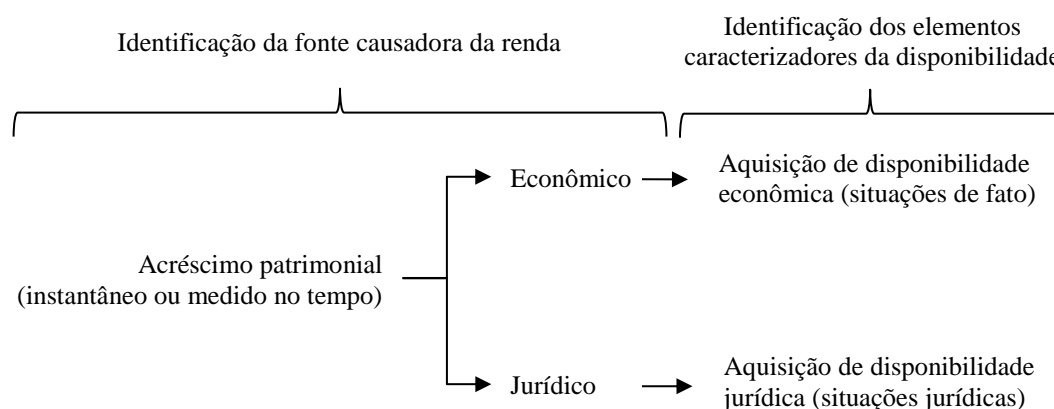 Identificação da fonte causadora da renda
Identificação dos elementos
caracterizadores da disponibilidade
Econômico
Aquisição de disponibilidade
econômica (situações de fato)
Acréscimo patrimonial
(instantâneo ou medido no tempo)
Jurídico
Aquisição de disponibilidade
jurídica (situações jurídicas)